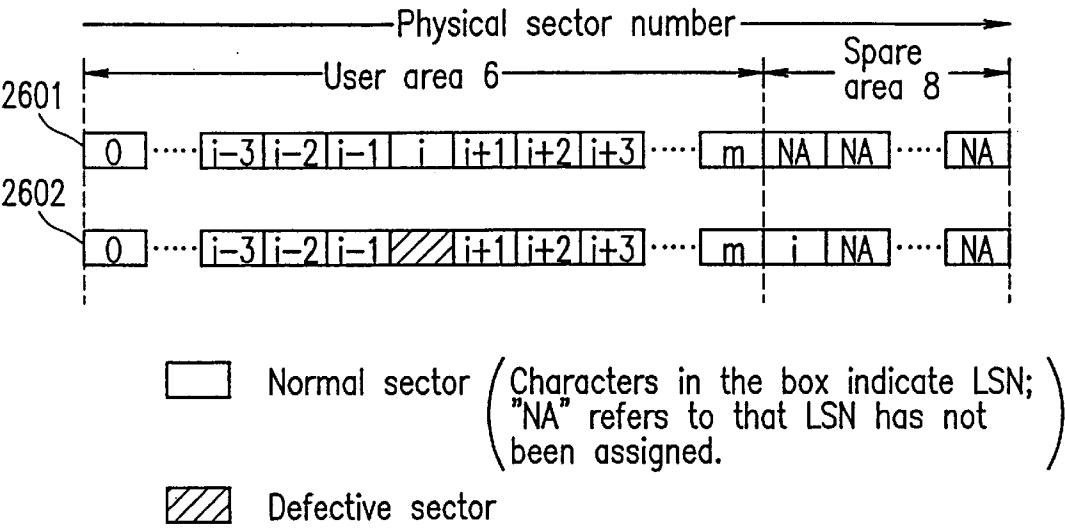 Physical sector number
User area 6
Spare
area 8
2601
0 ····· i−3 i−2 i−1 i i+1 i+2 i+3 ····· m NA NA ····· NA
2602
0 ····· i−3 i−2 i−1 i+1 i+2 i+3 ····· m i NA ····· NA
Normal sector (Characters in the box indicate LSN;
"NA" refers to that LSN has not
been assigned.)
Defective sector